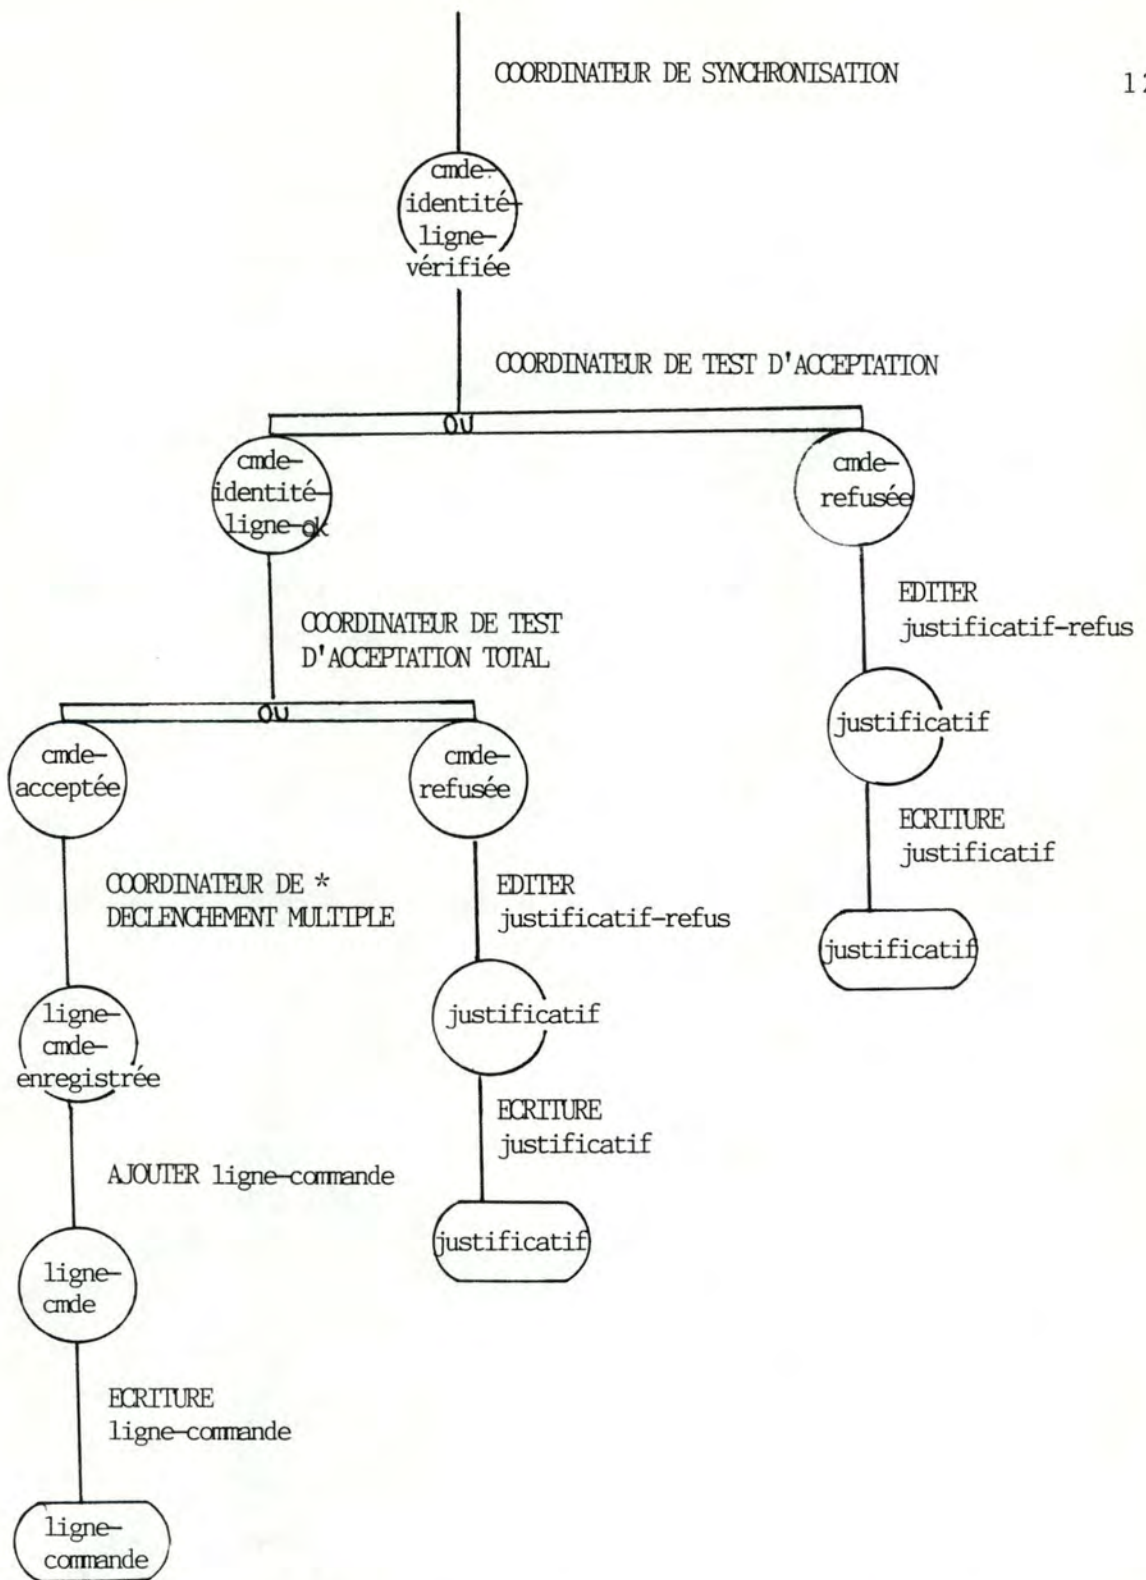 COORDINATEUR DE SYNCHRONISATION
12
cmde-
identité-
ligne-
vérifiée
COORDINATEUR DE TEST D'ACCEPTATION
OU
cmde-
identité-
ligne-ok
cmde-
refusée
EDITER
justificatif-refus
COORDINATEUR DE TEST
D'ACCEPTATION TOTAL
OU
justificatif
cmde-
acceptée
cmde-
refusée
ECRITURE
justificatif
COORDINATEUR DE *
DECLENCHEMENT MULTIPLE
EDITER
justificatif-refus
justificatif
ligne-
cmde-
enregistrée
justificatif
ECRITURE
justificatif
AJOUTER ligne-commande
justificatif
ligne-
cmde
ECRITURE
ligne-commande
ligne-
commande